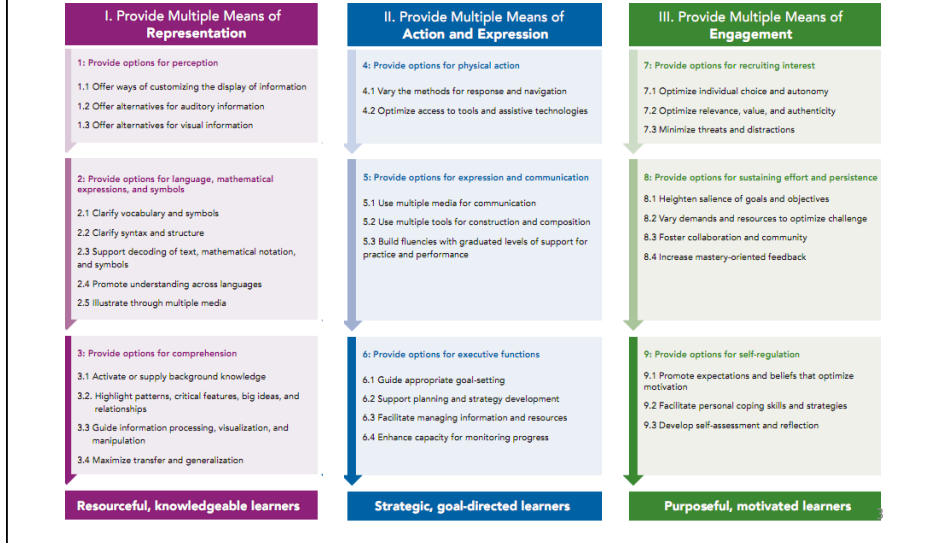 I. Provide Multiple Means of
Representation
1: Provide options for perception
1.1 Offer ways of customizing the display of information
1.2 Offer alternatives for auditory information
1.3 Offer alternatives for visual information
2: Provide options for language, mathematical
expressions, and symbols
2.1 Clarify vocabulary and symbols
2.2 Clarify syntax and structure
2.3 Support decoding of text, mathematical notation,
and symbols
2.4 Promote understanding across languages
2.5 Illustrate through multiple media
3: Provide options for comprehension
3.1 Activate or supply background knowledge
3.2. Highlight patterns, critical features, big ideas, and
relationships
3.3 Guide information processing, visualization, and
manipulation
3.4 Maximize transfer and generalization
Resourceful, knowledgeable learners
II. Provide Multiple Means of
Action and Expression
4: Provide options for physical action
4.1 Vary the methods for response and navigation
4.2 Optimize access to tools and assistive technologies
5: Provide options for expression and communication
5.1 Use multiple media for communication
5.2 Use multiple tools for construction and composition
5.3 Build fluencies with graduated levels of support for
practice and performance
6: Provide options for executive functions
6.1 Guide appropriate goal-setting
6.2 Support planning and strategy development
6.3 Facilitate managing information and resources
6.4 Enhance capacity for monitoring progress
Strategic, goal-directed learners
III. Provide Multiple Means of
Engagement
7: Provide options for recruiting interest
7.1 Optimize individual choice and autonomy
7.2 Optimize relevance, value, and authenticity
7.3 Minimize threats and distractions
8: Provide options for sustaining effort and persistence
8.1 Heighten salience of goals and objectives
8.2 Vary demands and resources to optimize challenge
8.3 Foster collaboration and community
8.4 Increase mastery-oriented feedback
9: Provide options for self-regulation
9.1 Promote expectations and beliefs that optimize
motivation
9.2 Facilitate personal coping skills and strategies
9.3 Develop self-assessment and reflection
Purposeful, motivated learners